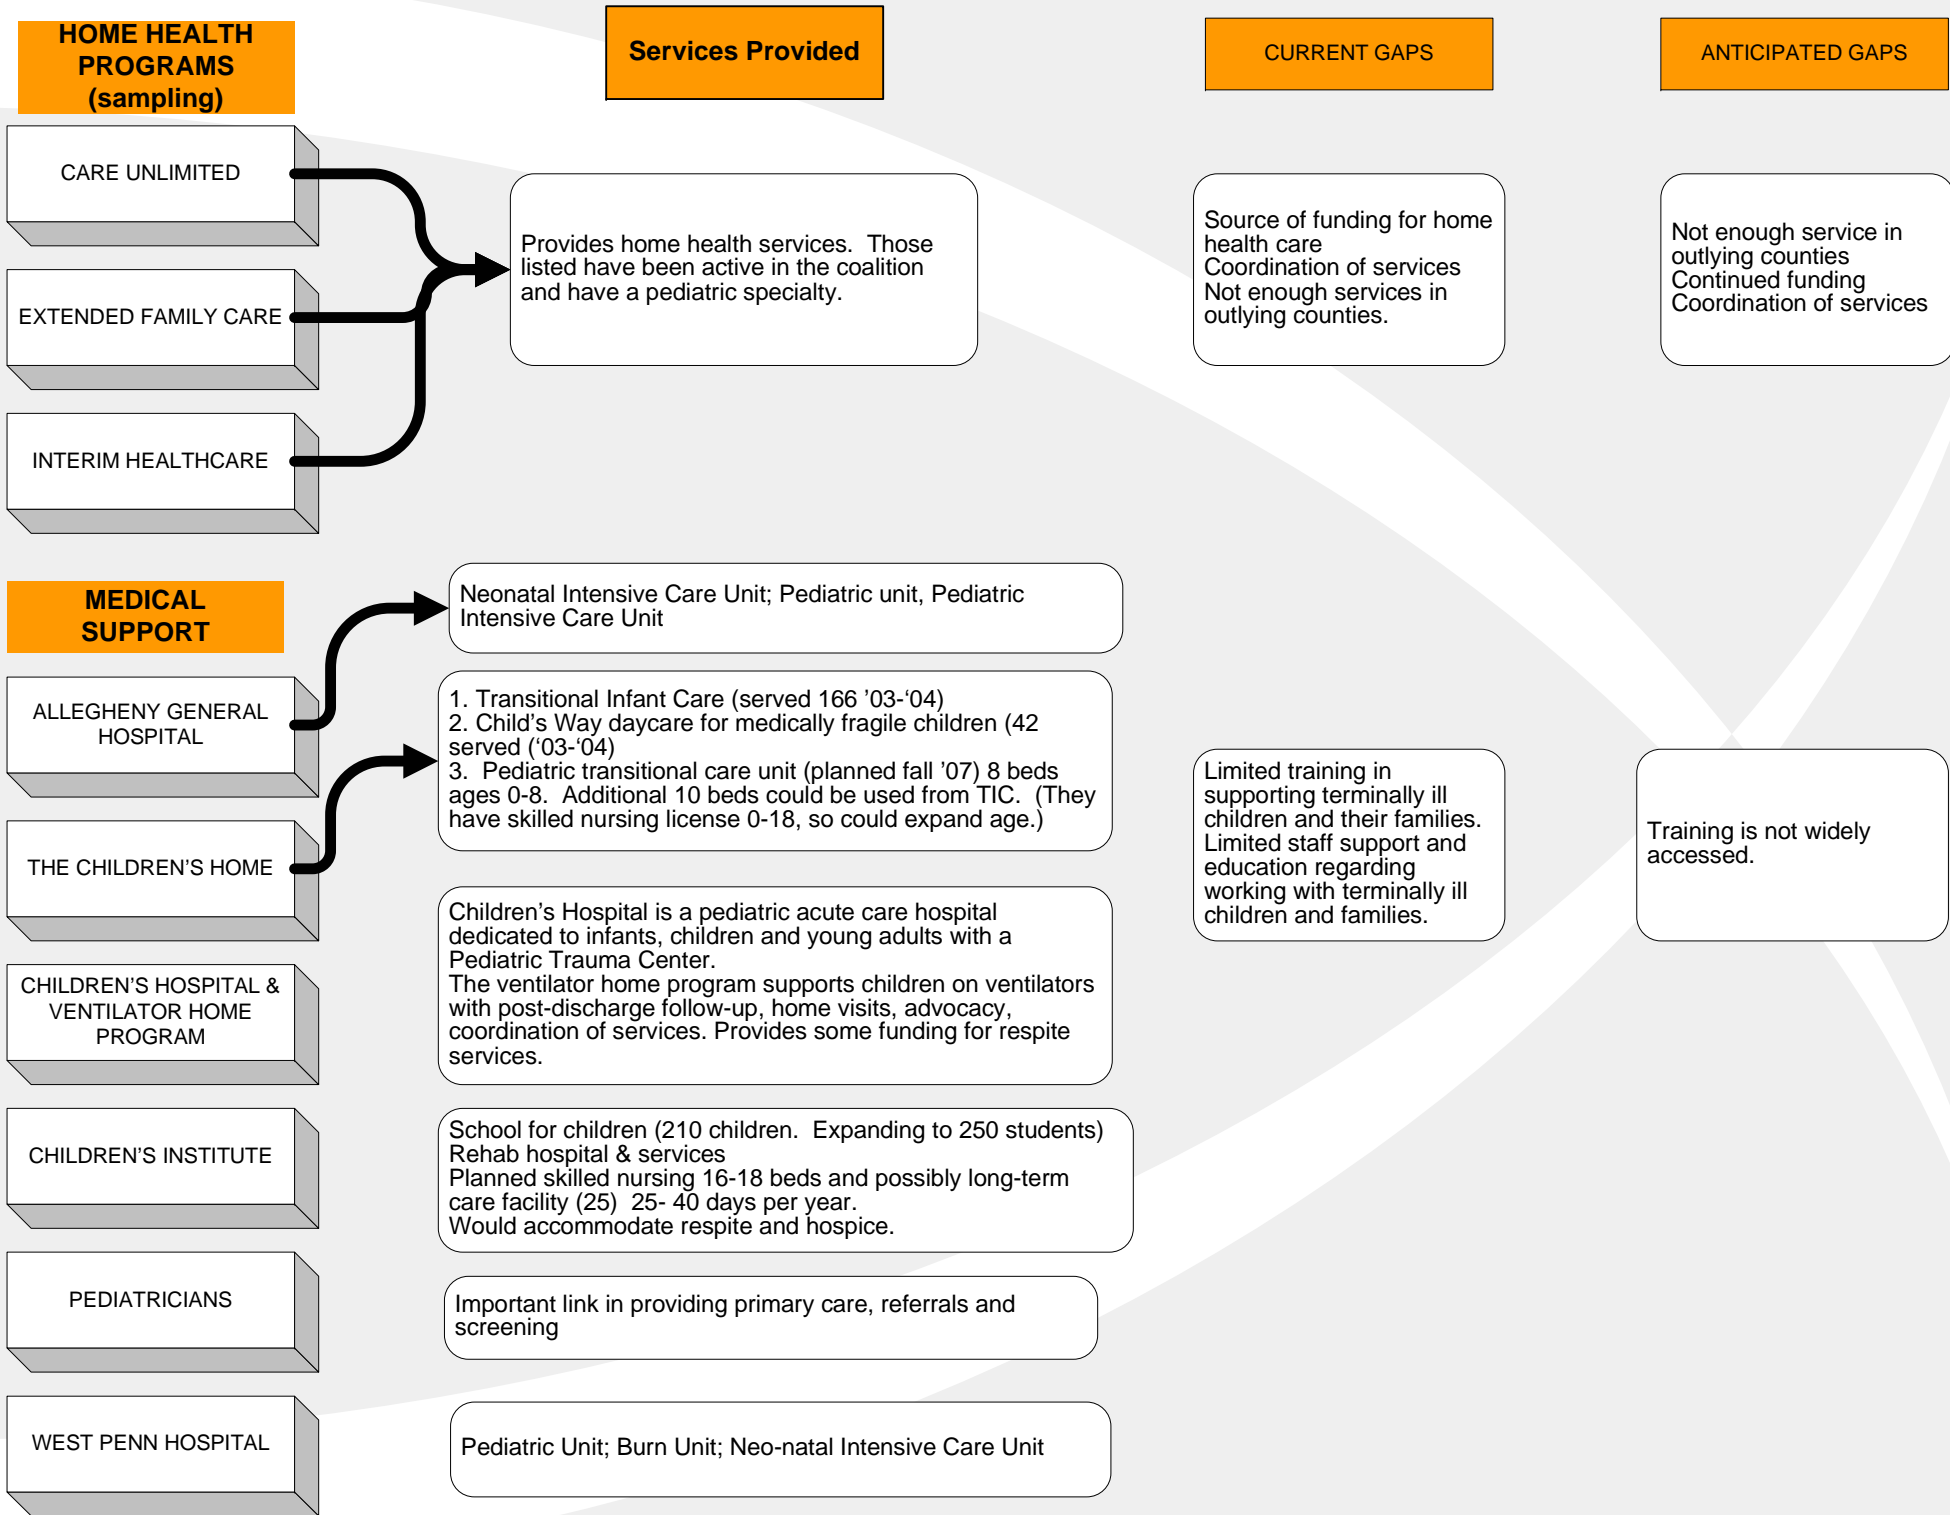 HOME HEALTH
PROGRAMS
(sampling)
Services Provided
CURRENT GAPS
ANTICIPATED GAPS
CARE UNLIMITED
EXTENDED FAMILY CARE
INTERIM HEALTHCARE
Provides home health services.  Those
listed have been active in the coalition
and have a pediatric specialty.
Source of funding for home
health care
Coordination of services
Not enough services in
outlying counties.
Not enough service in
outlying counties
Continued funding
Coordination of services
MEDICAL
SUPPORT
ALLEGHENY GENERAL
HOSPITAL
Neonatal Intensive Care Unit; Pediatric unit, Pediatric
Intensive Care Unit
THE CHILDREN’S HOME
1. Transitional Infant Care (served 166 ’03-‘04)
2. Child’s Way daycare for medically fragile children (42
served (‘03-‘04)
3.  Pediatric transitional care unit (planned fall ’07) 8 beds
ages 0-8.  Additional 10 beds could be used from TIC.  (They
have skilled nursing license 0-18, so could expand age.)
Limited training in
supporting terminally ill
children and their families.
Limited staff support and
education regarding
working with terminally ill
children and families.
Training is not widely
accessed.
CHILDREN’S HOSPITAL &
VENTILATOR HOME
PROGRAM
Children’s Hospital is a pediatric acute care hospital
dedicated to infants, children and young adults with a
Pediatric Trauma Center.
The ventilator home program supports children on ventilators
with post-discharge follow-up, home visits, advocacy,
coordination of services. Provides some funding for respite
services.
CHILDREN’S INSTITUTE
School for children (210 children.  Expanding to 250 students)
Rehab hospital & services
Planned skilled nursing 16-18 beds and possibly long-term
care facility (25)  25- 40 days per year.
Would accommodate respite and hospice.
PEDIATRICIANS
Important link in providing primary care, referrals and
screening
WEST PENN HOSPITAL
Pediatric Unit; Burn Unit; Neo-natal Intensive Care Unit